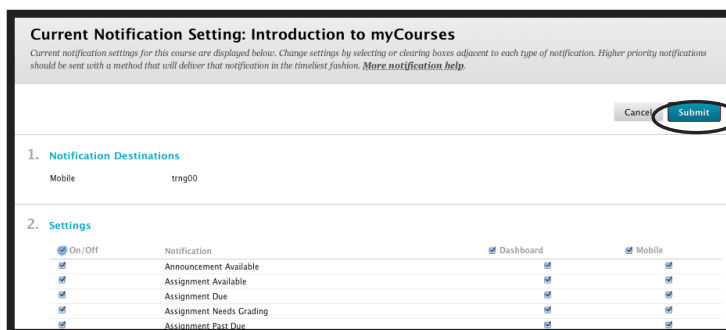 Current Notification Setting: Introduction to myCourses
Current notification settings for this course are displayed below. Change settings by selecting or clearing boxes adjacent to each type of notification. Higher priority notifications
should be sent with a method that will deliver that notification in the timeliest fashion. More notification help.
Cancel Submit
1. Notification Destinations
Mobile trng00
2. Settings
On/Off Notification Dashboard Mobile
Announcement Available
Assignment Available
Assignment Due
Assignment Needs Grading
Assignment Past Due